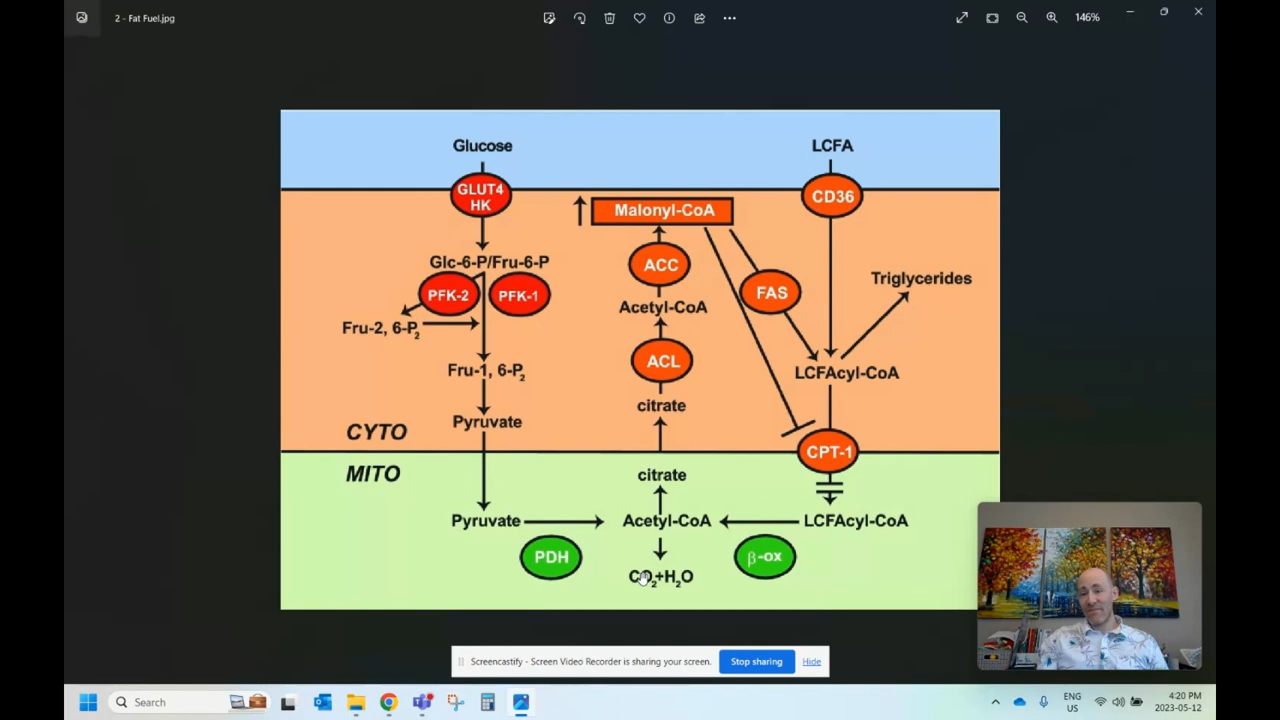 2 - Fat Fuel.jpg
146%
Glucose
LCFA
GLUT4
HK
CD36
Malonyl-CoA
Glc-6-P/Fru-6-P
ACC
PFK-2
PFK-1
FAS
Triglycerides
Acetyl-CoA
Fru-2, 6-P2
ACL
Fru-1, 6-P2
LCFAcyl-CoA
citrate
Pyruvate
CYTO
CPT-1
MITO
citrate
Pyruvate
Acetyl-CoA
LCFAcyl-CoA
PDH
β-ox
CO2+H2O
Screencastify - Screen Video Recorder is sharing your screen.
Stop sharing
Hide
Search
ENG
US
4:20 PM
2023-05-12